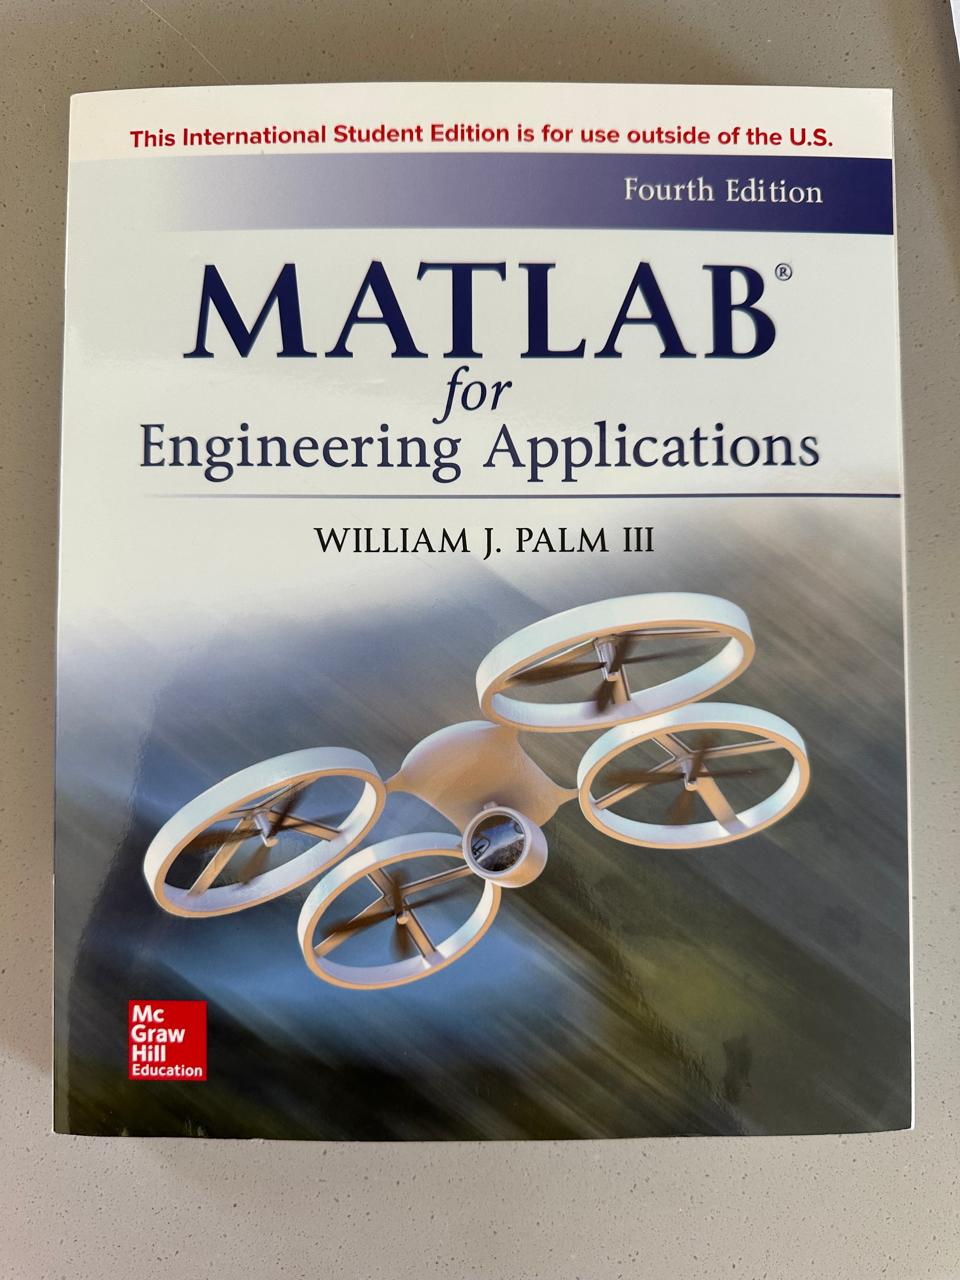 This International Student Edition is for use outside of the U.S.
Fourth Edition
MATLAB®
for
Engineering Applications
WILLIAM J. PALM III
Mc
Graw
Hill
Education